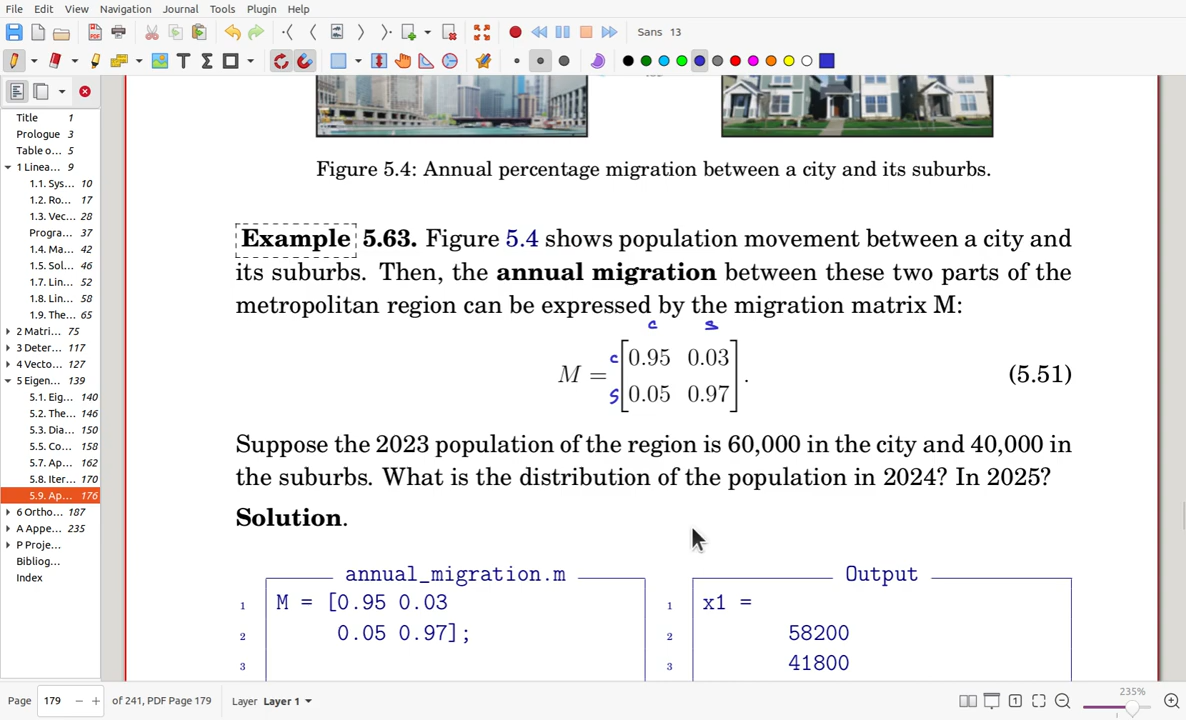 File Edit View Navigation Journal Tools Plugin Help
Sans 13
Title 1
Prologue 3
Table o... 5
1 Linea... 9
1.1. Sys... 10
1.2. Ro... 17
1.3. Vec... 28
Progra... 37
1.4. Ma... 42
1.5. Sol... 46
1.7. Lin... 52
1.8. Lin... 58
1.9. The... 65
2 Matri... 75
3 Deter... 117
4 Vecto... 127
5 Eigen... 139
5.1. Eig... 140
5.2. The... 146
5.3. Dia... 150
5.5. Co... 158
5.7. Ap... 162
5.8. Iter... 170
5.9. Ap... 176
6 Ortho... 187
A Appe... 235
P Proje...
Bibliog...
Index
Figure 5.4: Annual percentage migration between a city and its suburbs.
Example 5.63. Figure 5.4 shows population movement between a city and
its suburbs. Then, the annual migration between these two parts of the
metropolitan region can be expressed by the migration matrix M:
C S
C 0.95 0.03
M = . (5.51)
S 0.05 0.97
Suppose the 2023 population of the region is 60,000 in the city and 40,000 in
the suburbs. What is the distribution of the population in 2024? In 2025?
Solution.
annual_migration.m
1 M = [0.95 0.03
2 0.05 0.97];
3
Output
1 x1 =
2 58200
3 41800
Page 179 of 241, PDF Page 179 Layer Layer 1
235%